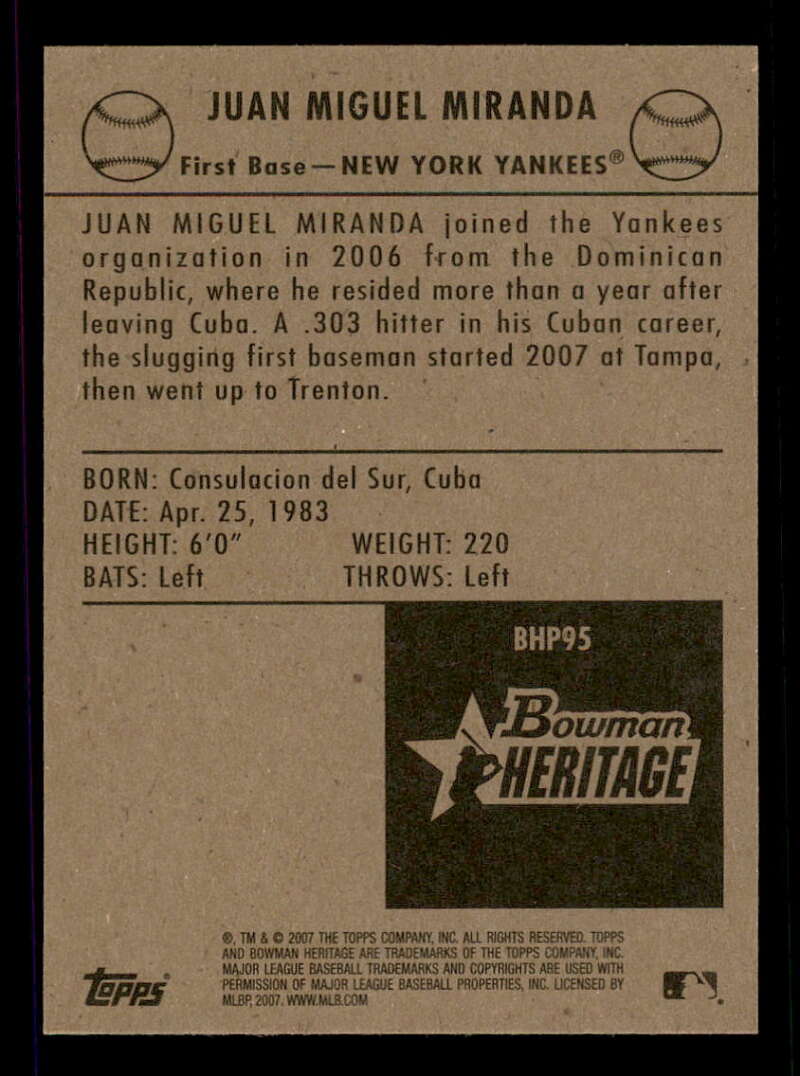 JUAN MIGUEL MIRANDA
First Base—NEW YORK YANKEES®
JUAN MIGUEL MIRANDA joined the Yankees
organization in 2006 from the Dominican
Republic, where he resided more than a year after
leaving Cuba. A .303 hitter in his Cuban career,
the slugging first baseman started 2007 at Tampa,
then went up to Trenton.
BORN: Consulacion del Sur, Cuba
DATE: Apr. 25, 1983
HEIGHT: 6'0" WEIGHT: 220
BATS: Left THROWS: Left
BHP95
Bowman
HERITAGE
®, TM & © 2007 THE TOPPS COMPANY, INC. ALL RIGHTS RESERVED. TOPPS
AND BOWMAN HERITAGE ARE TRADEMARKS OF THE TOPPS COMPANY, INC.
MAJOR LEAGUE BASEBALL TRADEMARKS AND COPYRIGHTS ARE USED WITH
PERMISSION OF MAJOR LEAGUE BASEBALL PROPERTIES, INC. LICENSED BY
MLBP, 2007. WWW.MLB.COM
Topps®